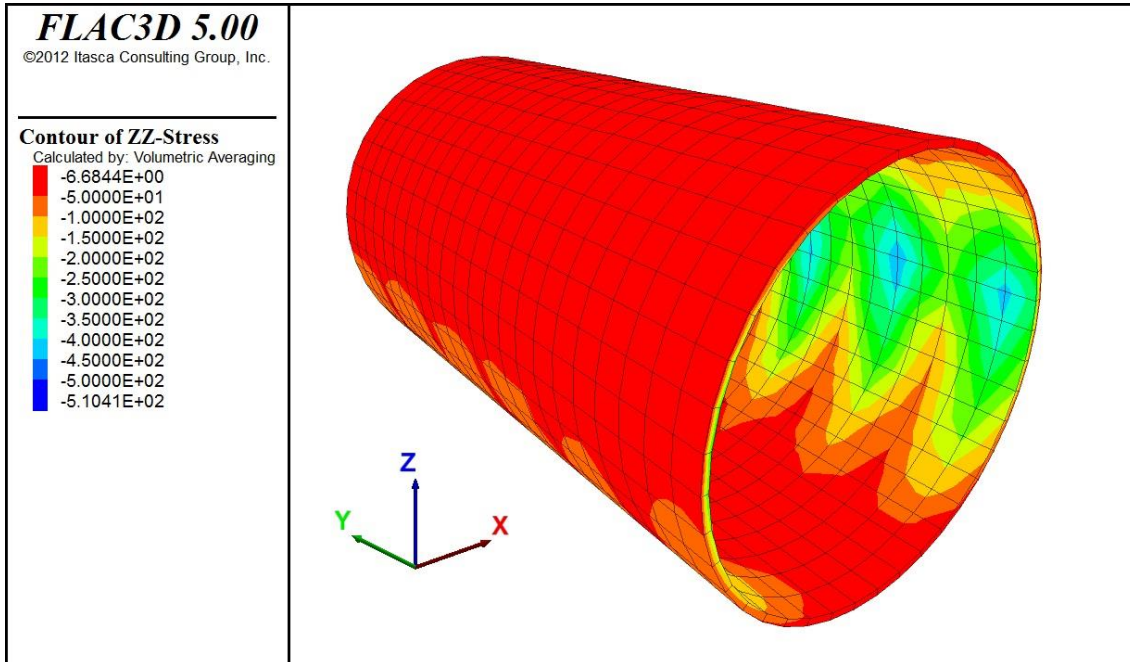 FLAC3D 5.00
©2012 Itasca Consulting Group, Inc.
Contour of ZZ-Stress
Calculated by: Volumetric Averaging
-6.6844E+00
-5.0000E+01
-1.0000E+02
-1.5000E+02
-2.0000E+02
-2.5000E+02
-3.0000E+02
-3.5000E+02
-4.0000E+02
-4.5000E+02
-5.0000E+02
-5.1041E+02
Z
Y
X